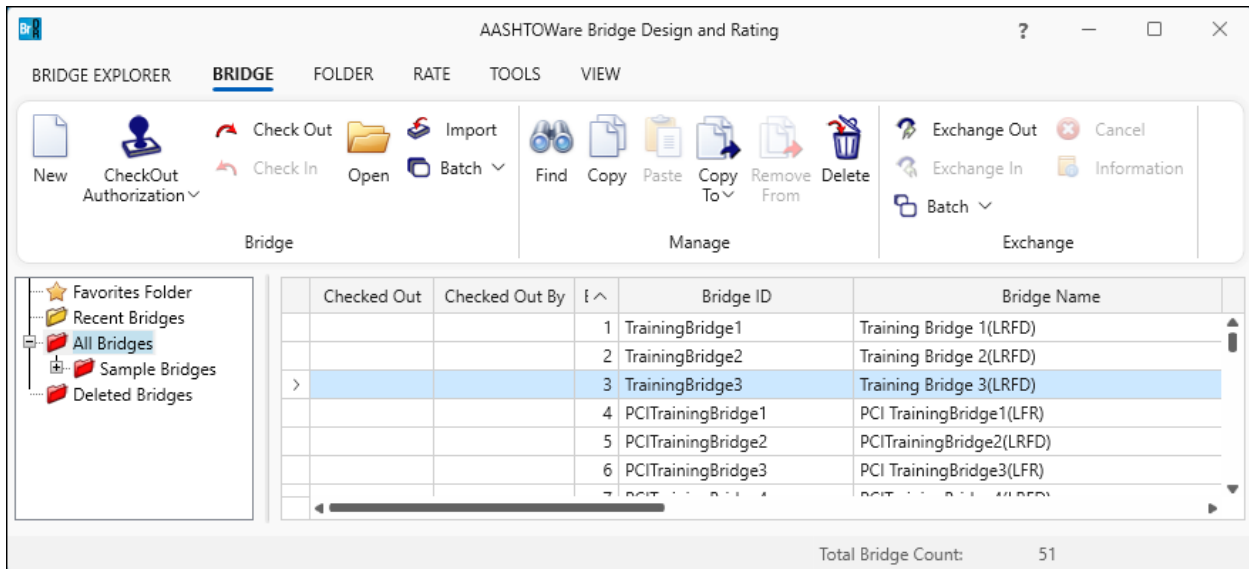 Br DR
AASHTOWare Bridge Design and Rating
?
BRIDGE EXPLORER BRIDGE FOLDER RATE TOOLS VIEW
New
CheckOut Authorization
Check Out
Check In
Open
Import
Batch
Bridge
Find
Copy
Paste
Copy To
Remove From
Delete
Manage
Exchange Out
Exchange In
Batch
Cancel
Information
Exchange
Favorites Folder
Recent Bridges
All Bridges
Sample Bridges
Deleted Bridges
Checked Out Checked Out By Bridge ID Bridge Name
1 TrainingBridge1 Training Bridge 1(LRFD)
2 TrainingBridge2 Training Bridge 2(LRFD)
3 TrainingBridge3 Training Bridge 3(LRFD)
4 PCITrainingBridge1 PCI TrainingBridge1(LFR)
5 PCITrainingBridge2 PCITrainingBridge2(LRFD)
6 PCITrainingBridge3 PCI TrainingBridge3(LFR)
Total Bridge Count: 51